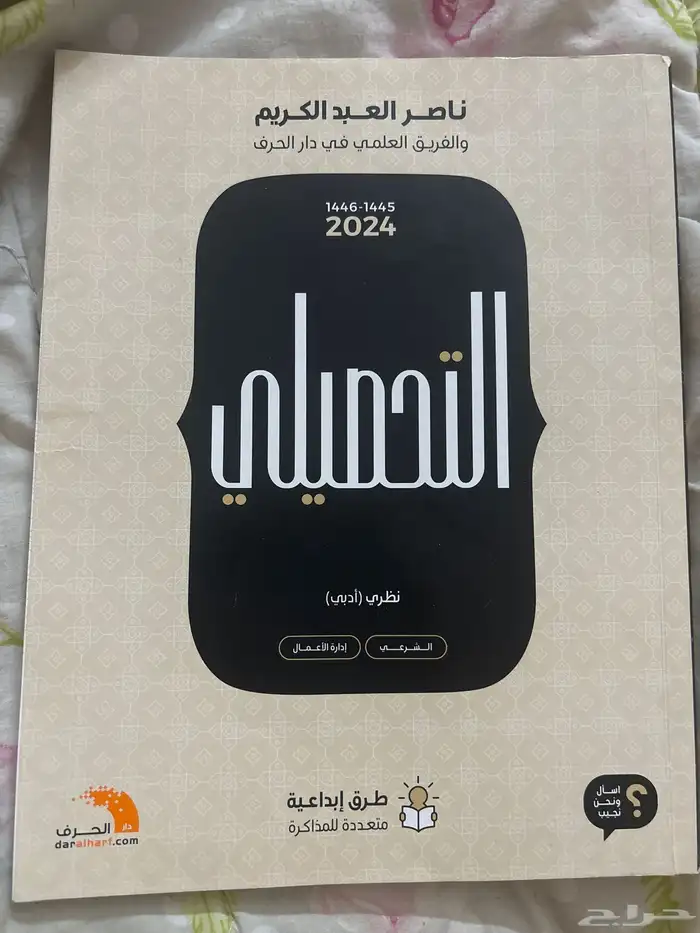 ناصر العبد الكريم
والفريق العلمي في دار الحرف
1446-1445
2024
التحصيلي
نظري (أدبي)
الشرعي
إدارة الأعمال
طرق إبداعية
متعددة للمذاكرة
اسأل
ونحن
نجيب
؟
دار الحرف
daralharf.com
حراج